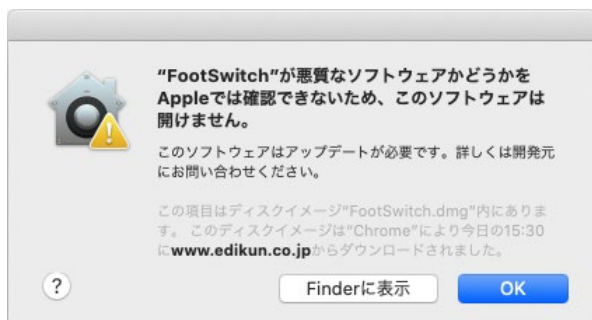 “FootSwitch”が悪質なソフトウェアかどうかを
Appleでは確認できないため、このソフトウェアは
開けません。
このソフトウェアはアップデートが必要です。詳しくは開発元
にお問い合わせください。
この項目はディスクイメージ“FootSwitch.dmg”内にありま
す。 このディスクイメージは“Chrome”により今日の15:30
にwww.edikun.co.jpからダウンロードされました。
? Finderに表示 OK